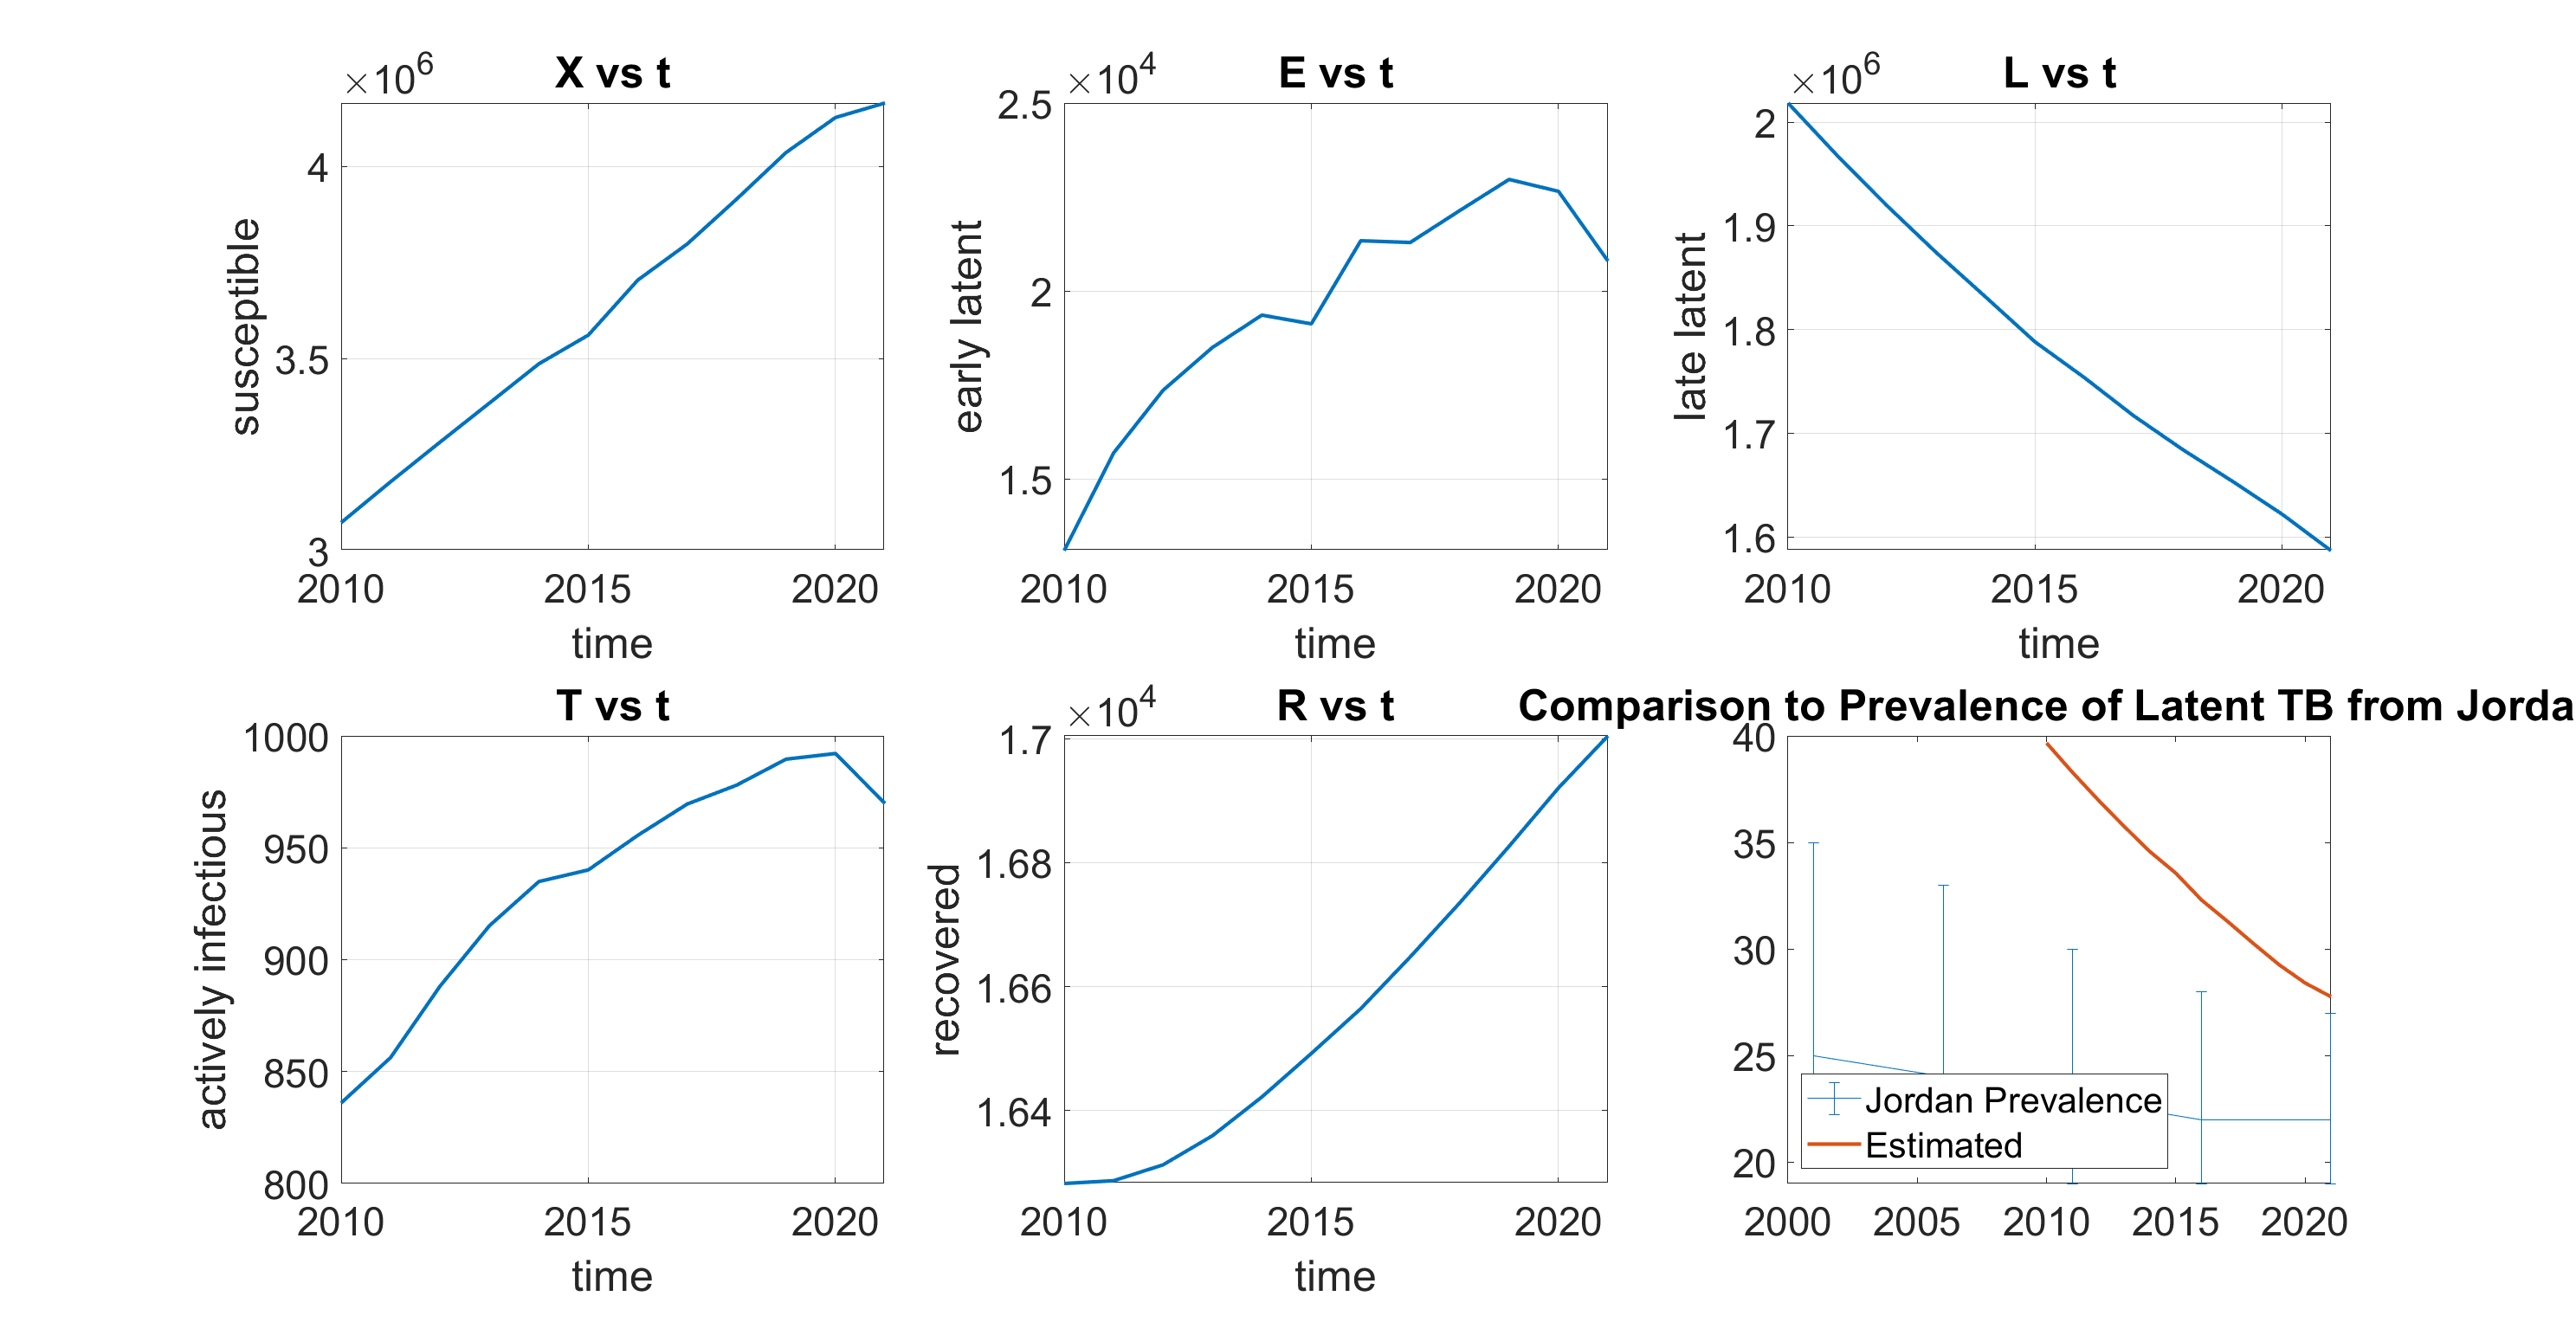 X vs t
×10^6
susceptible
4
3.5
3
2010
2015
2020
time
E vs t
×10^4
early latent
2.5
2
1.5
2010
2015
2020
time
L vs t
×10^6
late latent
2
1.9
1.8
1.7
1.6
2010
2015
2020
time
T vs t
actively infectious
1000
950
900
850
800
2010
2015
2020
time
R vs t
×10^4
recovered
1.7
1.68
1.66
1.64
2010
2015
2020
time
Comparison to Prevalence of Latent TB from Jorda
40
35
30
25
20
Jordan Prevalence
Estimated
2000
2005
2010
2015
2020